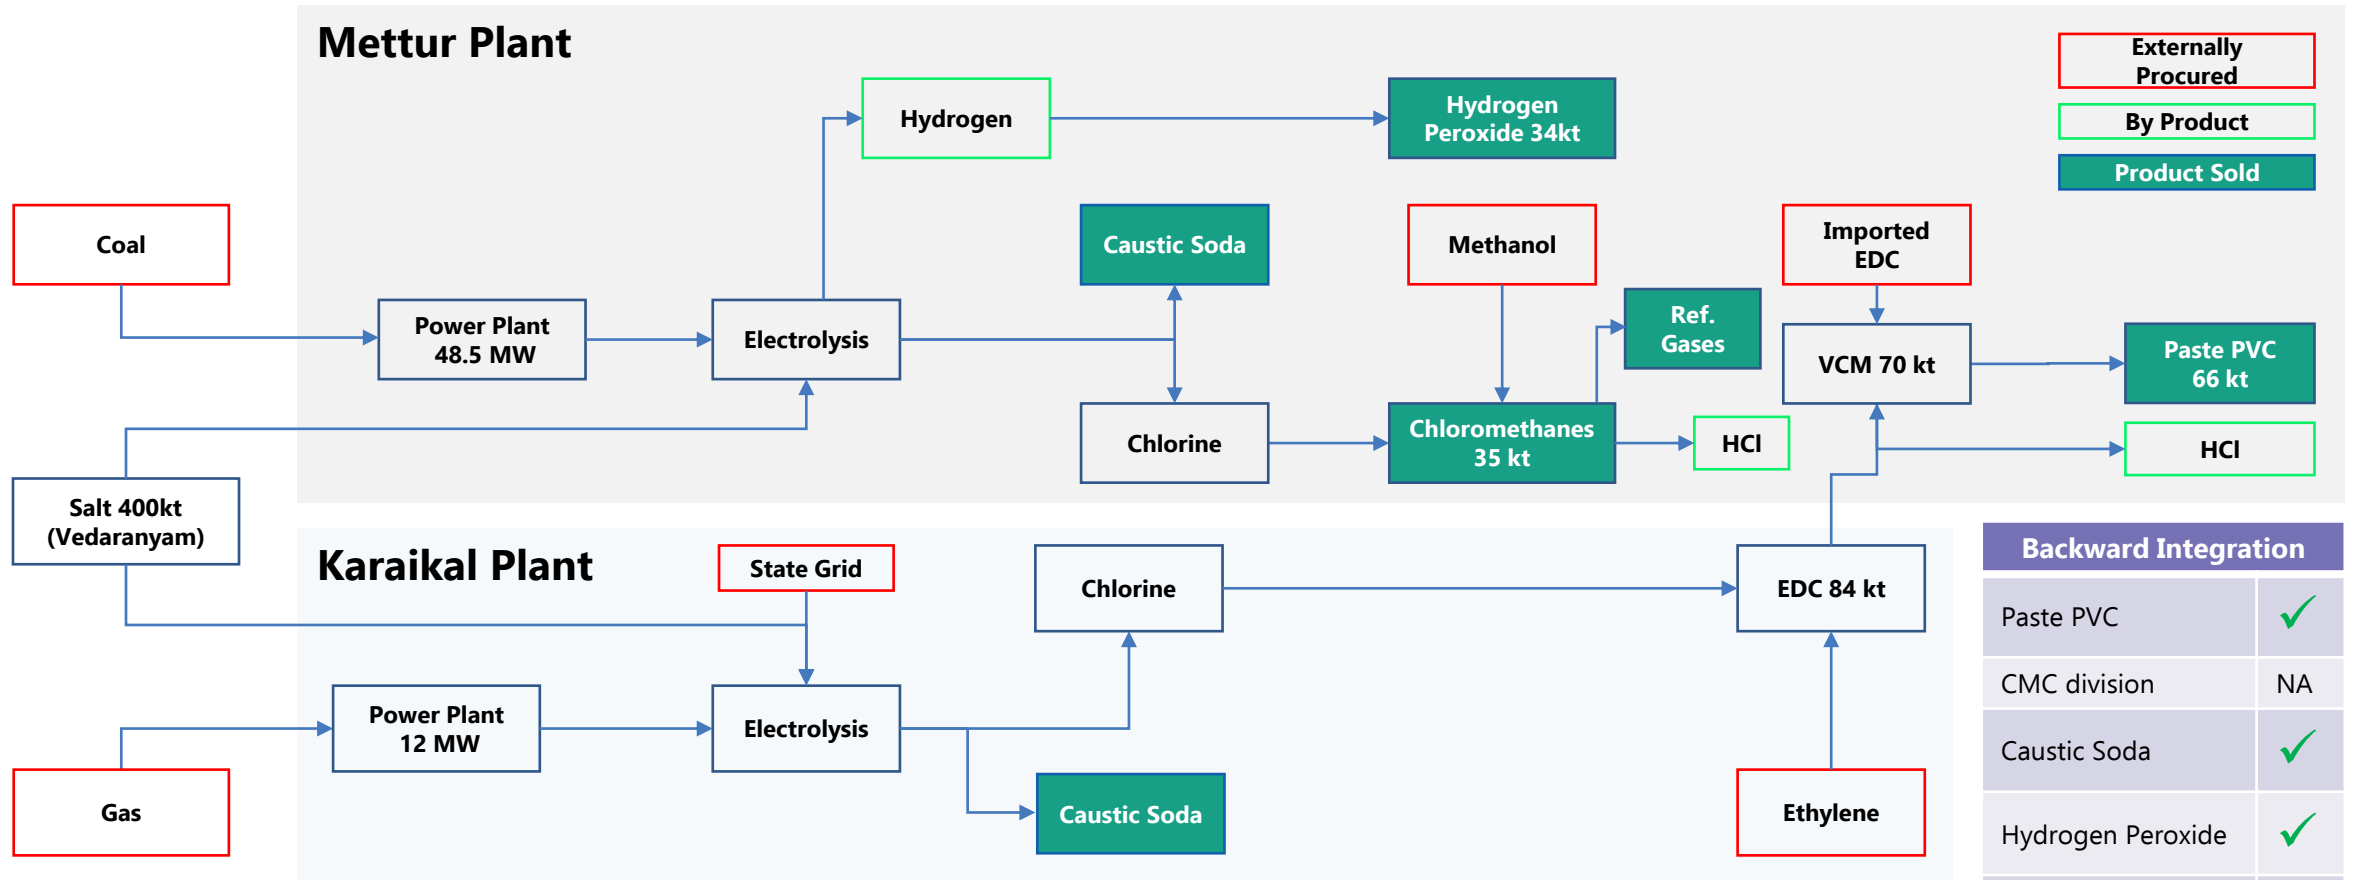 Mettur Plant
Externally
Procured
By Product
Product Sold
Hydrogen
Hydrogen
Peroxide 34kt
Coal
Caustic Soda
Methanol
Imported
EDC
Power Plant
48.5 MW
Electrolysis
Ref.
Gases
VCM 70 kt
Paste PVC
66 kt
Chlorine
Chloromethanes
35 kt
HCl
HCl
Salt 400kt
(Vedaranyam)
Karaikal Plant
State Grid
Chlorine
EDC 84 kt
Power Plant
12 MW
Electrolysis
Gas
Caustic Soda
Ethylene
Backward Integration
Paste PVC ✓
CMC division NA
Caustic Soda ✓
Hydrogen Peroxide ✓